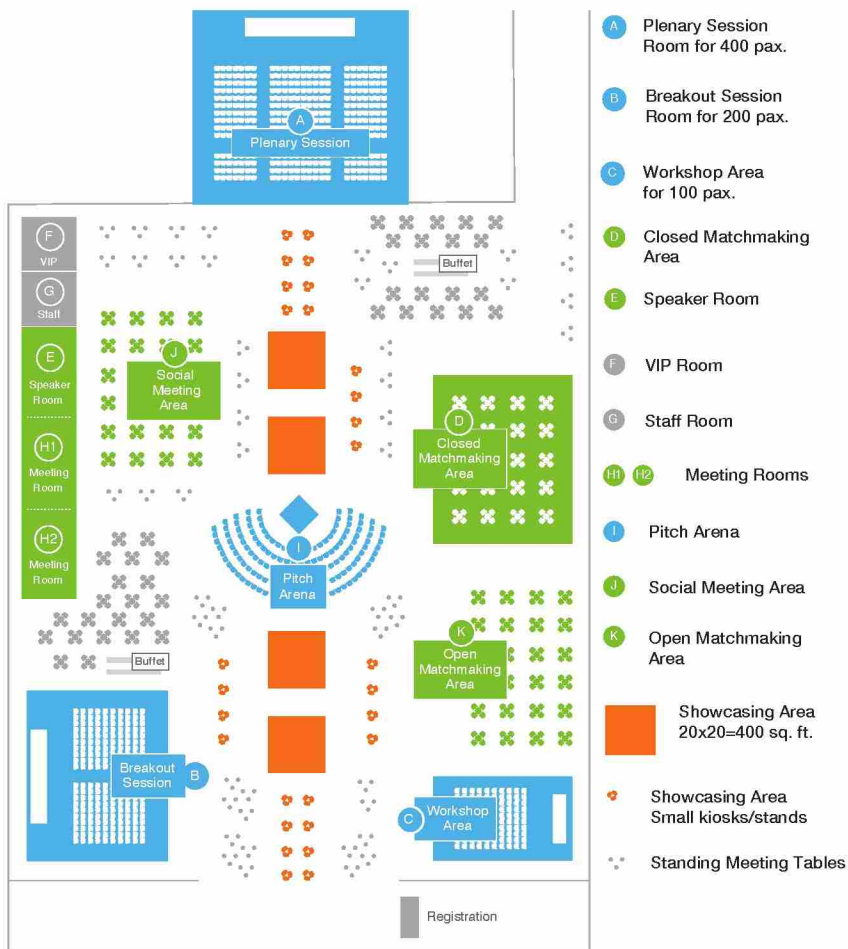 A
Plenary Session
F
VIP
G
Staff
Buffet
E
Speaker
Room
J
Social
Meeting
Area
D
Closed
Matchmaking
Area
H1
Meeting
Room
I
Pitch
Arena
H2
Meeting
Room
K
Open
Matchmaking
Area
Buffet
Breakout
Session
B
C
Workshop
Area
Registration
A
Plenary Session
Room for 400 pax.
B
Breakout Session
Room for 200 pax.
C
Workshop Area
for 100 pax.
D
Closed Matchmaking
Area
E
Speaker Room
F
VIP Room
G
Staff Room
H1 H2 Meeting Rooms
I
Pitch Arena
J
Social Meeting Area
K
Open Matchmaking
Area
Showcasing Area
20x20=400 sq. ft.
Showcasing Area
Small kiosks/stands
Standing Meeting Tables